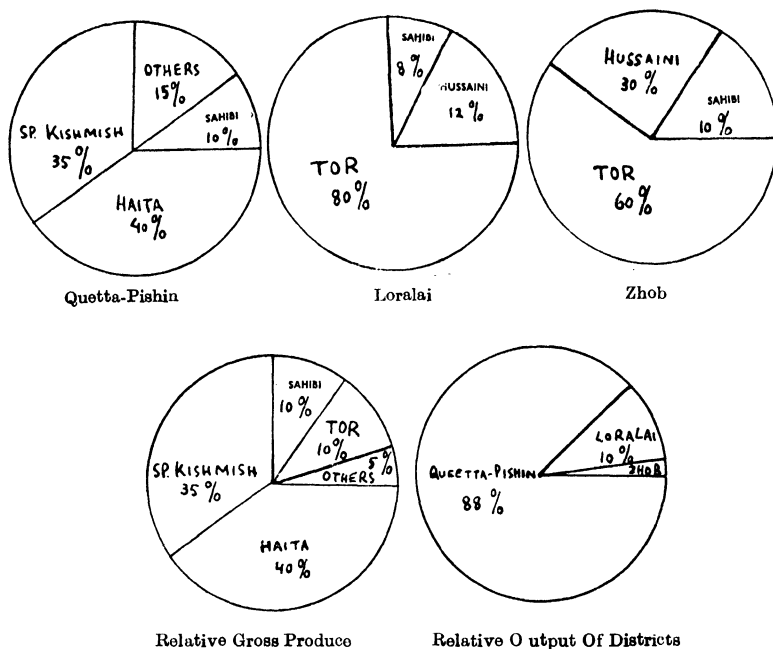 OTHERS
15%
SAHIBI
10%
SP. KISHMISH
35%
HAITA
40%
Quetta-Pishin
SAHIBI
8%
HUSSAINI
12%
TOR
80%
Loralai
HUSSAINI
30%
SAHIBI
10%
TOR
60%
Zhob
SAHIBI
10%
TOR
10%
5%
OTHERS
SP. KISHMISH
35%
HAITA
40%
Relative Gross Produce
LORALAI
10%
ZHOB
QUEETTA-PISHIN
88%
Relative O utput Of Districts